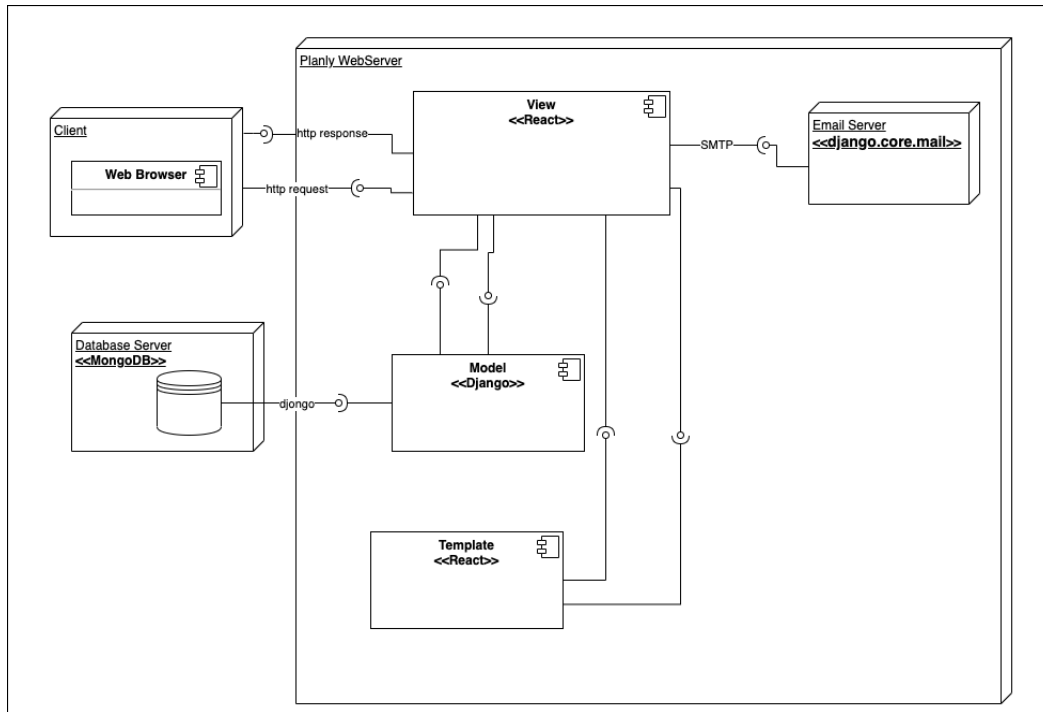 Planly WebServer
View
<<React>>
Client
Web Browser
http response
http request
SMTP
Email Server
<<django.core.mail>>
Database Server
<<MongoDB>>
djongo
Model
<<Django>>
Template
<<React>>